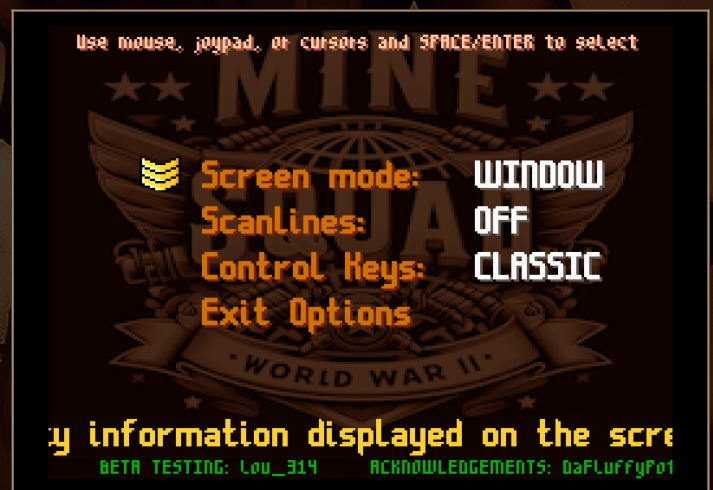 Use mouse, joypad, or cursors and SPACE/ENTER to select
MINE
SQUAD
Screen mode: WINDOW
Scanlines: OFF
Control Keys: CLASSIC
Exit Options
· WORLD WAR II ·
y information displayed on the scre
BETA TESTING: Lou_314 ACKNOWLEDGEMENTS: DaFluffyPot